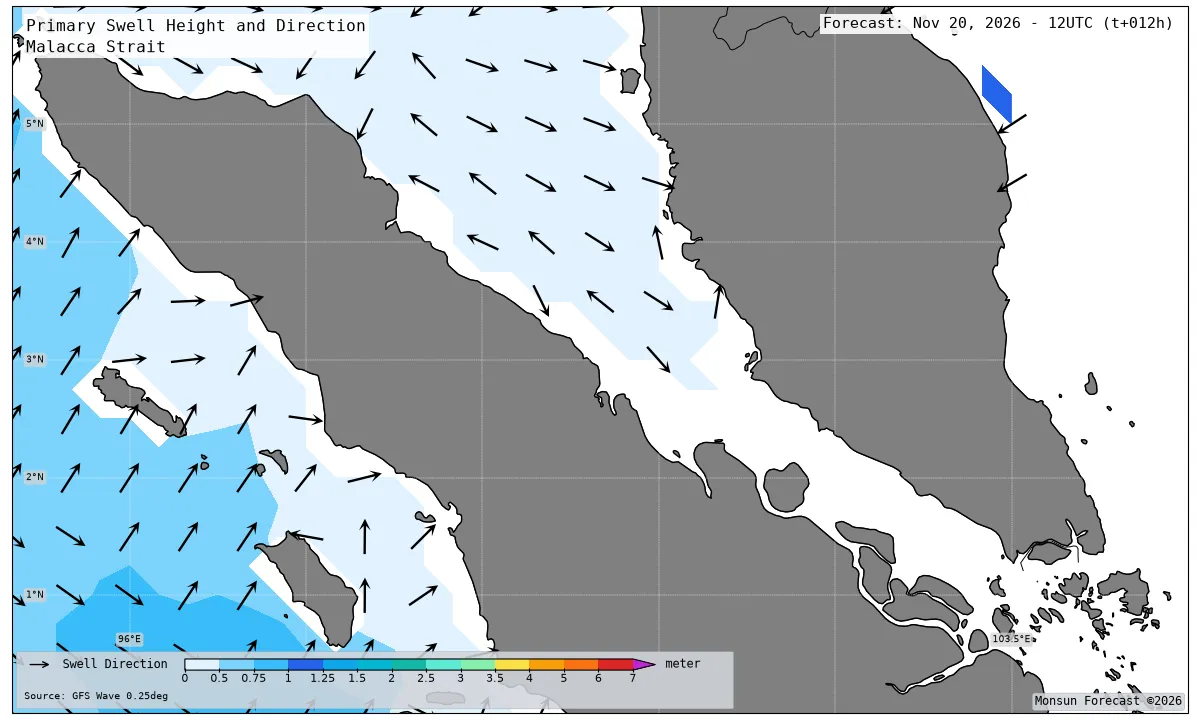 Primary Swell Height and Direction
Malacca Strait
Forecast: Nov 20, 2026 - 12UTC (t+012h)
5°N
4°N
3°N
2°N
1°N
96°E
103.5°E
Swell Direction
meter
0 0.5 0.75 1 1.25 1.5 2 2.5 3 3.5 4 5 6 7
Source: GFS Wave 0.25deg
Monsun Forecast ©2026